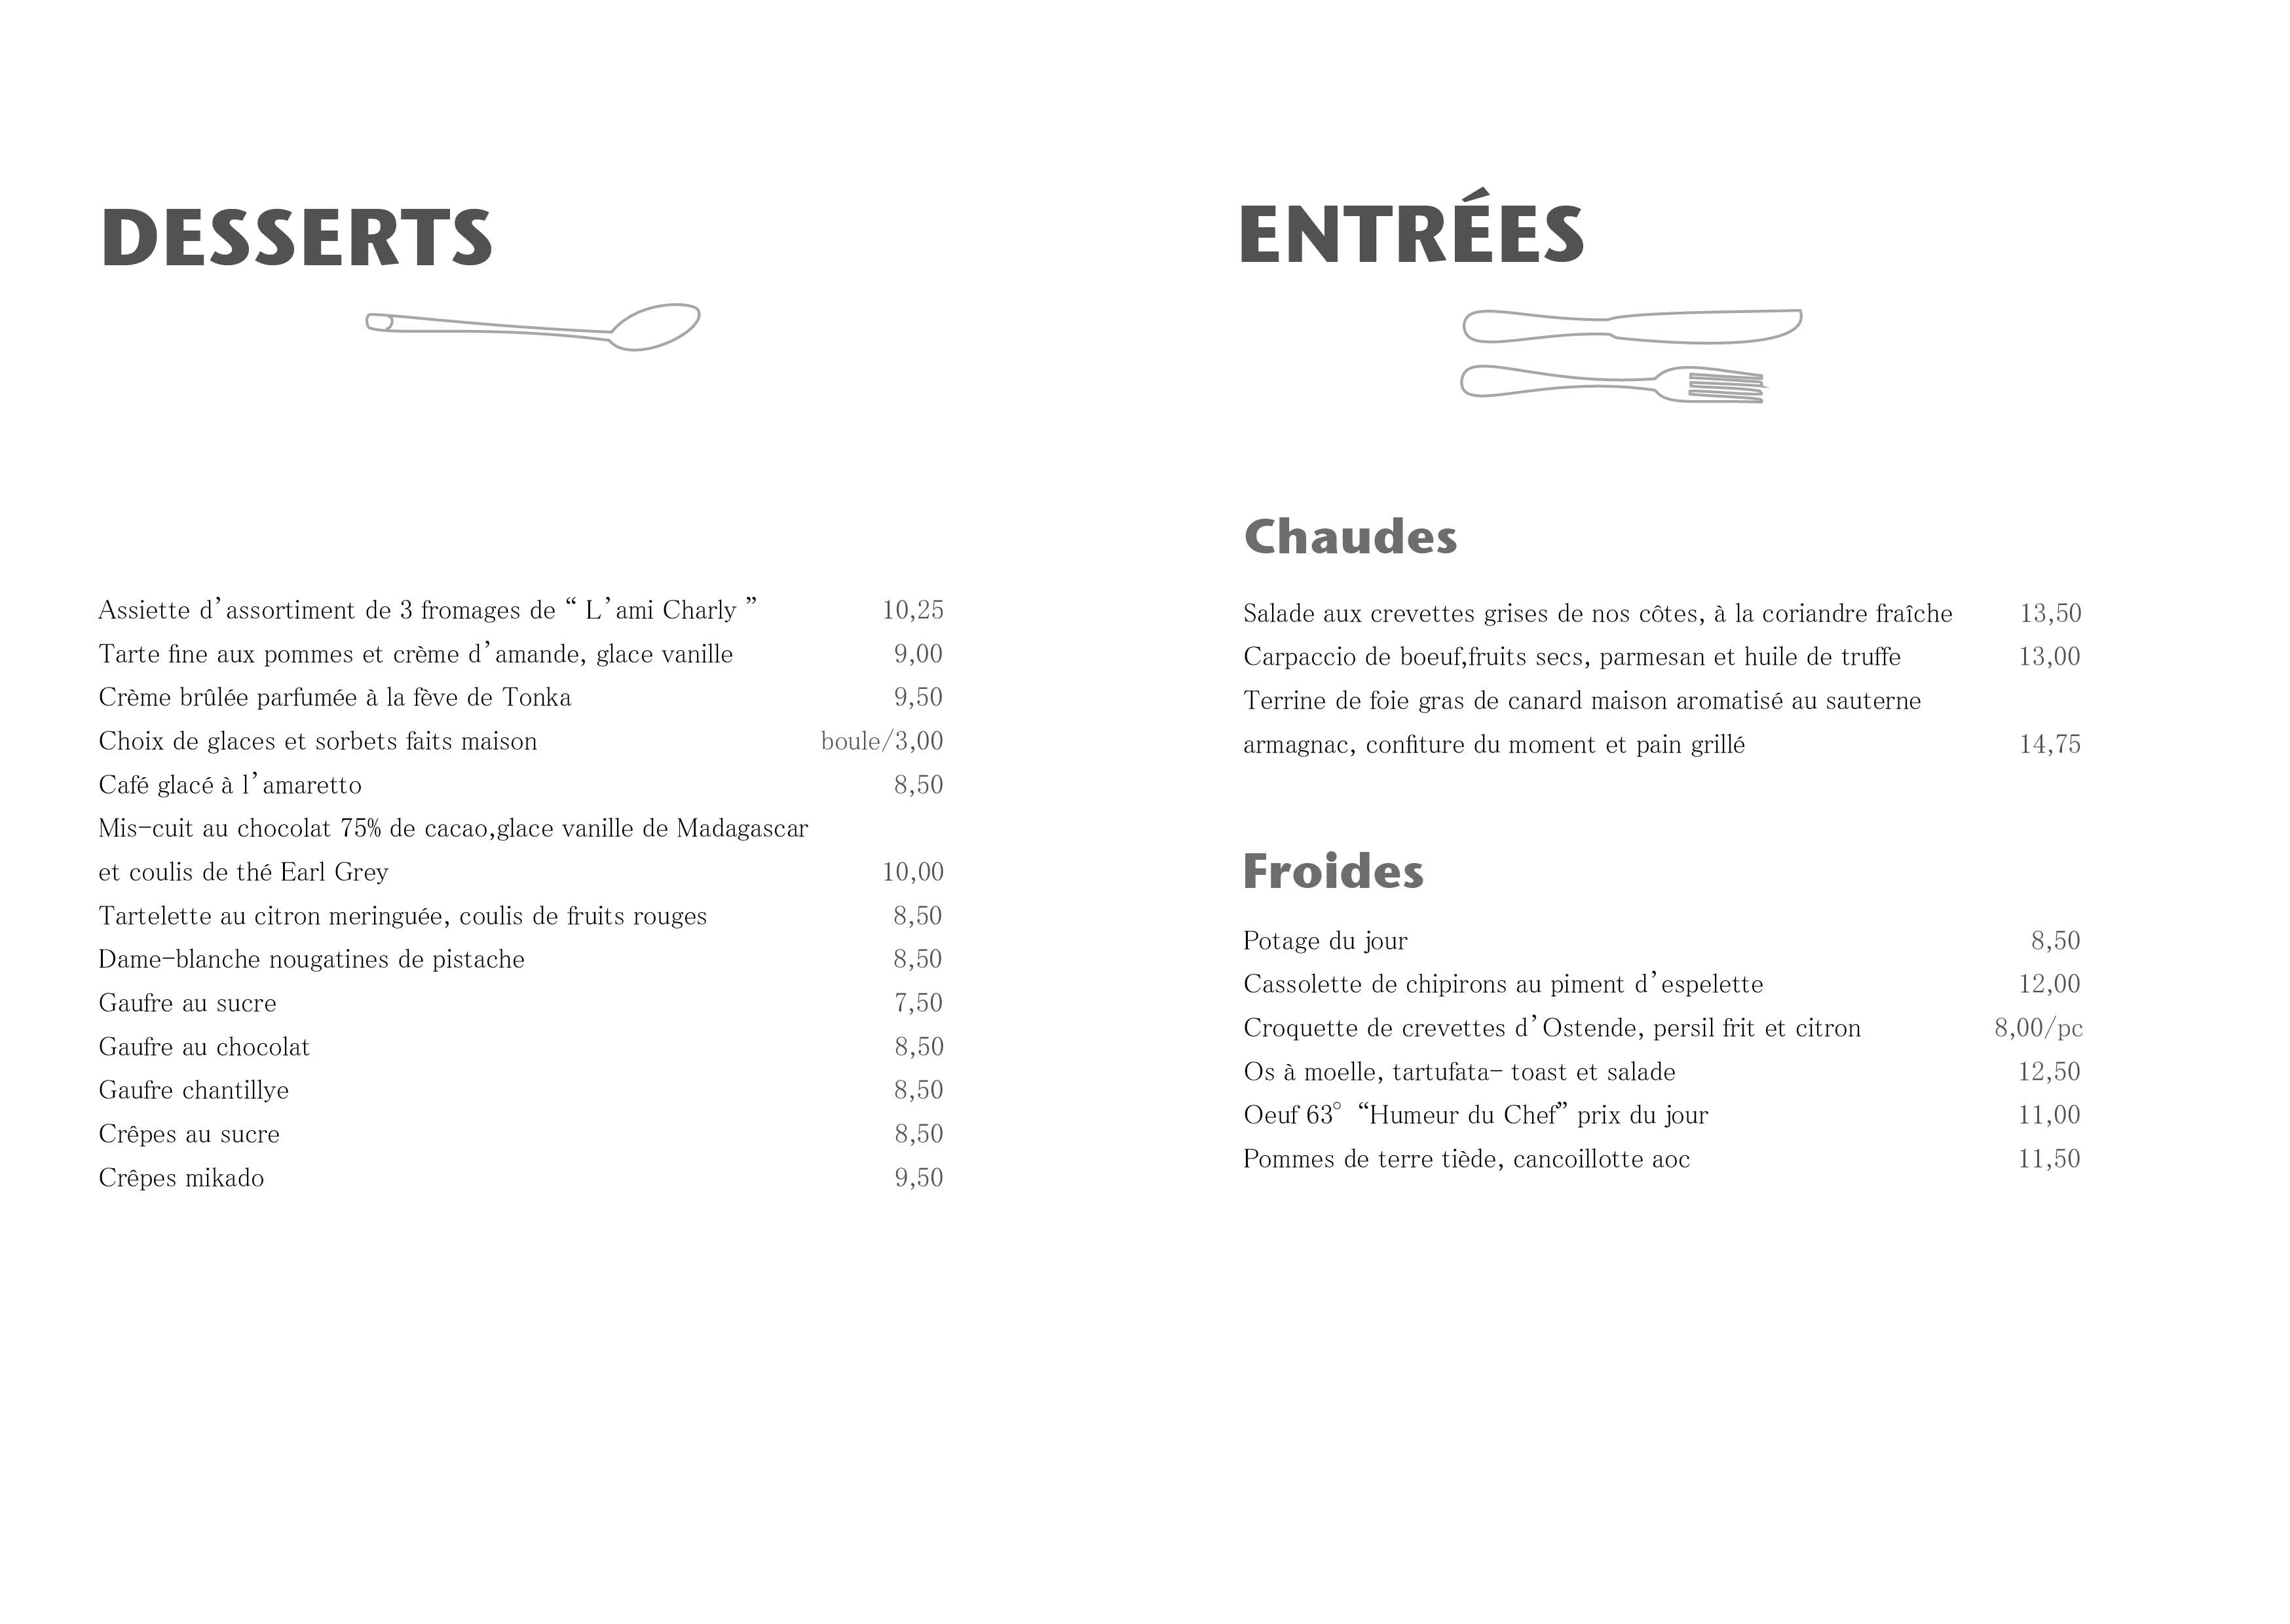 DESSERTS
Assiette d’assortiment de 3 fromages de “ L’ami Charly ” 10,25
Tarte fine aux pommes et crème d’amande, glace vanille 9,00
Crème brûlée parfumée à la fève de Tonka 9,50
Choix de glaces et sorbets faits maison boule/3,00
Café glacé à l’amaretto 8,50
Mis-cuit au chocolat 75% de cacao,glace vanille de Madagascar
et coulis de thé Earl Grey 10,00
Tartelette au citron meringuée, coulis de fruits rouges 8,50
Dame-blanche nougatines de pistache 8,50
Gaufre au sucre 7,50
Gaufre au chocolat 8,50
Gaufre chantillye 8,50
Crêpes au sucre 8,50
Crêpes mikado 9,50
ENTRÉES
Chaudes
Salade aux crevettes grises de nos côtes, à la coriandre fraîche 13,50
Carpaccio de boeuf,fruits secs, parmesan et huile de truffe 13,00
Terrine de foie gras de canard maison aromatisé au sauterne
armagnac, confiture du moment et pain grillé 14,75
Froides
Potage du jour 8,50
Cassolette de chipirons au piment d’espelette 12,00
Croquette de crevettes d’Ostende, persil frit et citron 8,00/pc
Os à moelle, tartufata- toast et salade 12,50
Oeuf 63° “Humeur du Chef” prix du jour 11,00
Pommes de terre tiède, cancoillotte aoc 11,50